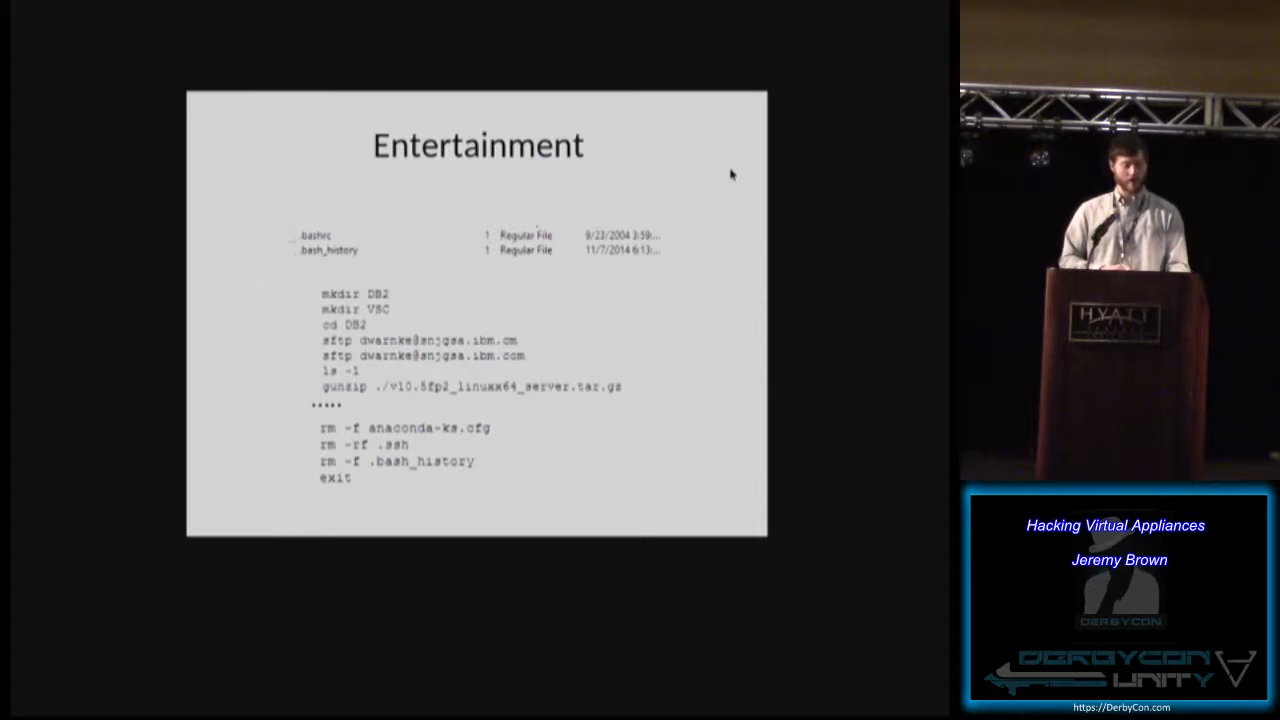 Entertainment
.bashrc 1 Regular File 9/23/2004 3:59:...
.bash_history 1 Regular File 11/7/2014 6:13:...
mkdir DB2
mkdir VSC
cd DB2
sftp dwarnke@snjgsa.ibm.cm
sftp dwarnke@snjgsa.ibm.com
ls -l
gunzip ./v10.5fp2_linuxx64_server.tar.gz
.....
rm -f anaconda-ks.cfg
rm -rf .ssh
rm -f .bash_history
exit
HYATT
Hacking Virtual Appliances
Jeremy Brown
DERBYCON
DERBYCON
UNITY
https://DerbyCon.com